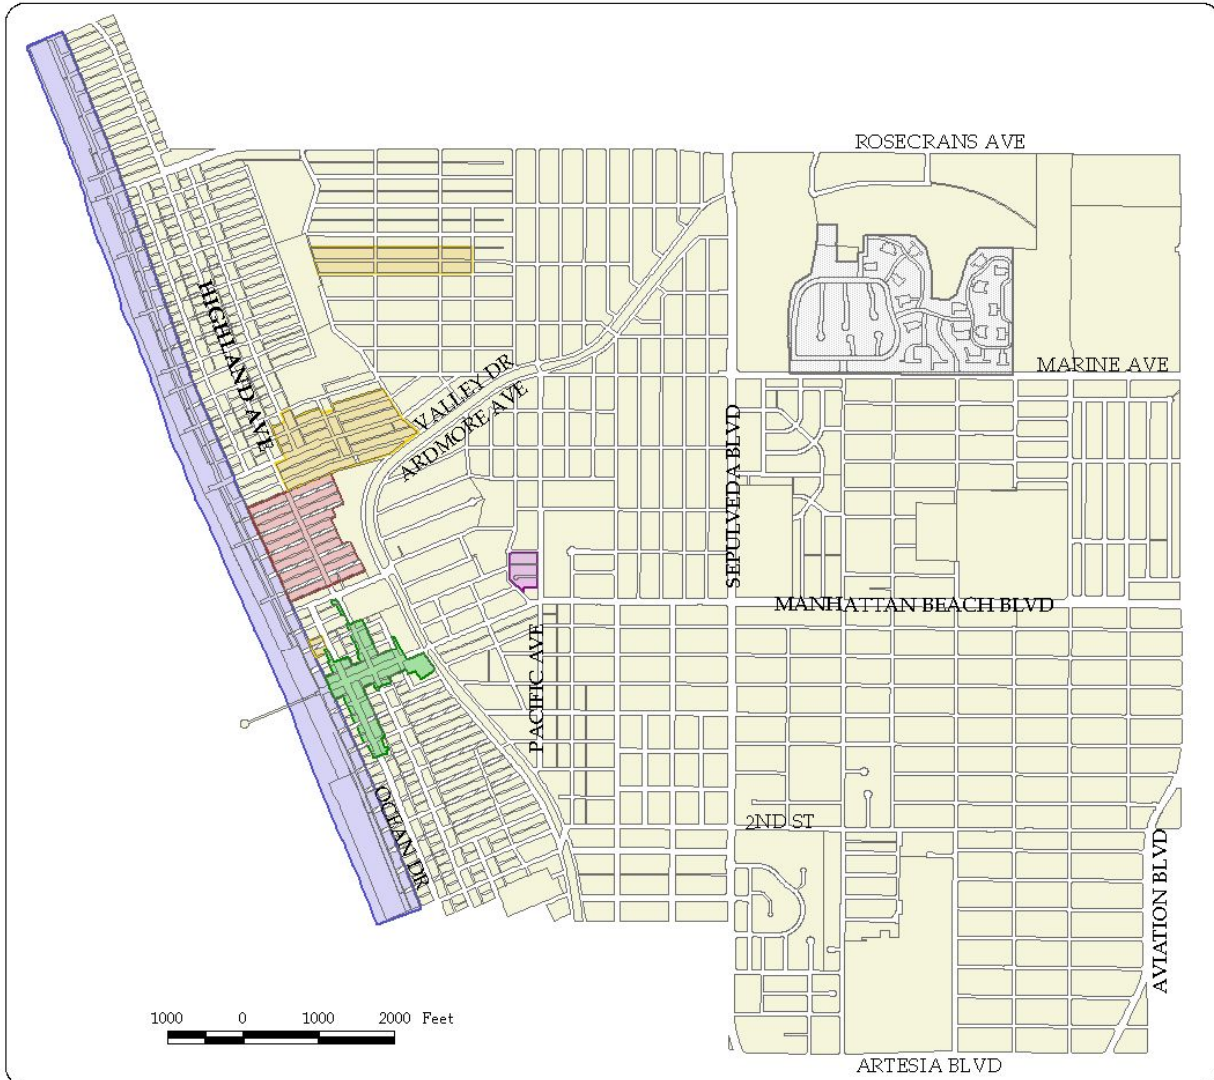 ROSECRANS AVE
HIGHLAND AVE
VALLEY DR
ARDMORE AVE
MARINE AVE
SEPULVEDA BLVD
MANHATTAN BEACH BLVD
PACIFIC AVE
OCEAN DR
2ND ST
AVIATION BLVD
1000 0 1000 2000 Feet
ARTESIA BLVD